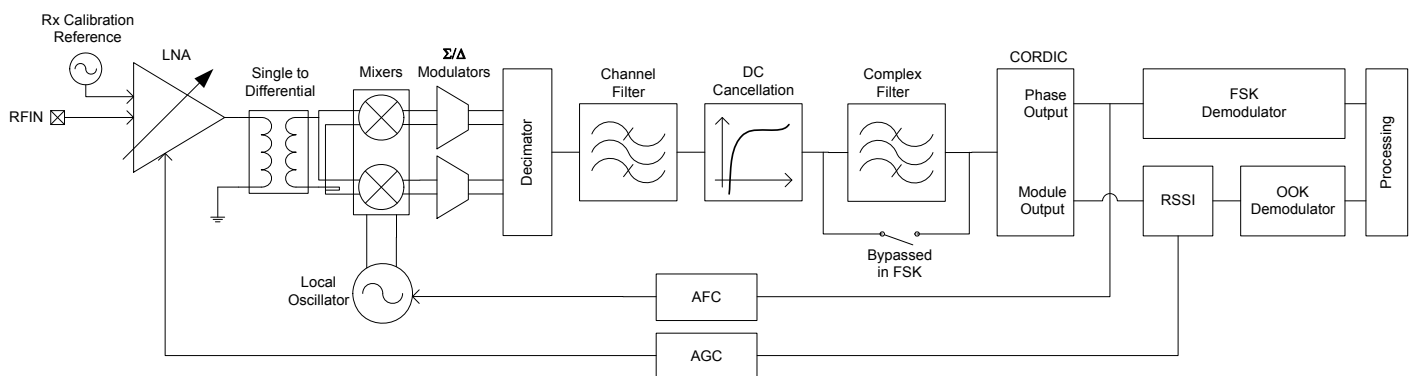 Rx Calibration
Reference
LNA
RFIN
Single to
Differential
Mixers
Σ/Δ
Modulators
Local
Oscillator
Decimator
Channel
Filter
DC
Cancellation
Complex
Filter
Bypassed
in FSK
CORDIC
Phase
Output
Module
Output
FSK
Demodulator
RSSI
OOK
Demodulator
Processing
AFC
AGC